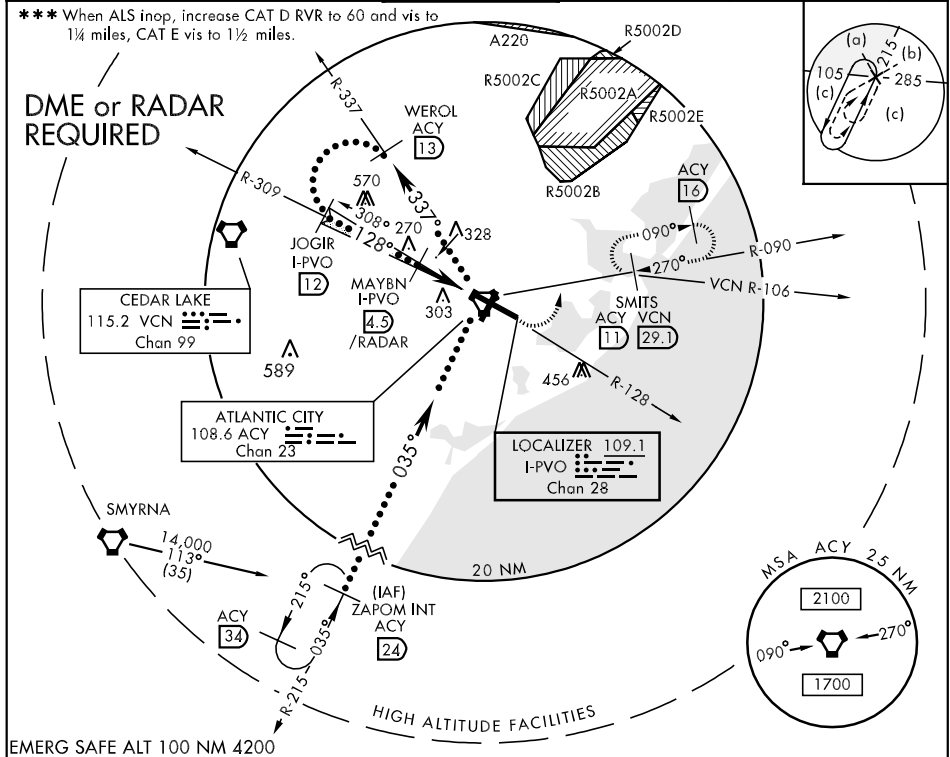 *** When ALS inop, increase CAT D RVR to 60 and vis to
1¼ miles, CAT E vis to 1½ miles.
DME or RADAR
REQUIRED
A220
R5002D
R5002C
R5002A
R5002E
R5002B
(a)
215
(b)
105
285
(c)
(c)
R-337
WEROL
ACY
13
R-309
570
308°
128°
270
337°
328
JOGIR
I-PVO
12
MAYBN
I-PVO
4.5
/RADAR
303
ACY
16
090°
270°
R-090
VCN R-106
SMITS
ACY VCN
11 29.1
CEDAR LAKE
115.2 VCN
Chan 99
589
456
R-128
ATLANTIC CITY
108.6 ACY
Chan 23
035°
LOCALIZER 109.1
I-PVO
Chan 28
SMYRNA
14,000
113°
(35)
20 NM
215°
035°
(IAF)
ZAPOM INT
ACY
24
ACY
34
R-215
MSA ACY 25 NM
2100
090°
270°
1700
HIGH ALTITUDE FACILITIES
EMERG SAFE ALT 100 NM 4200